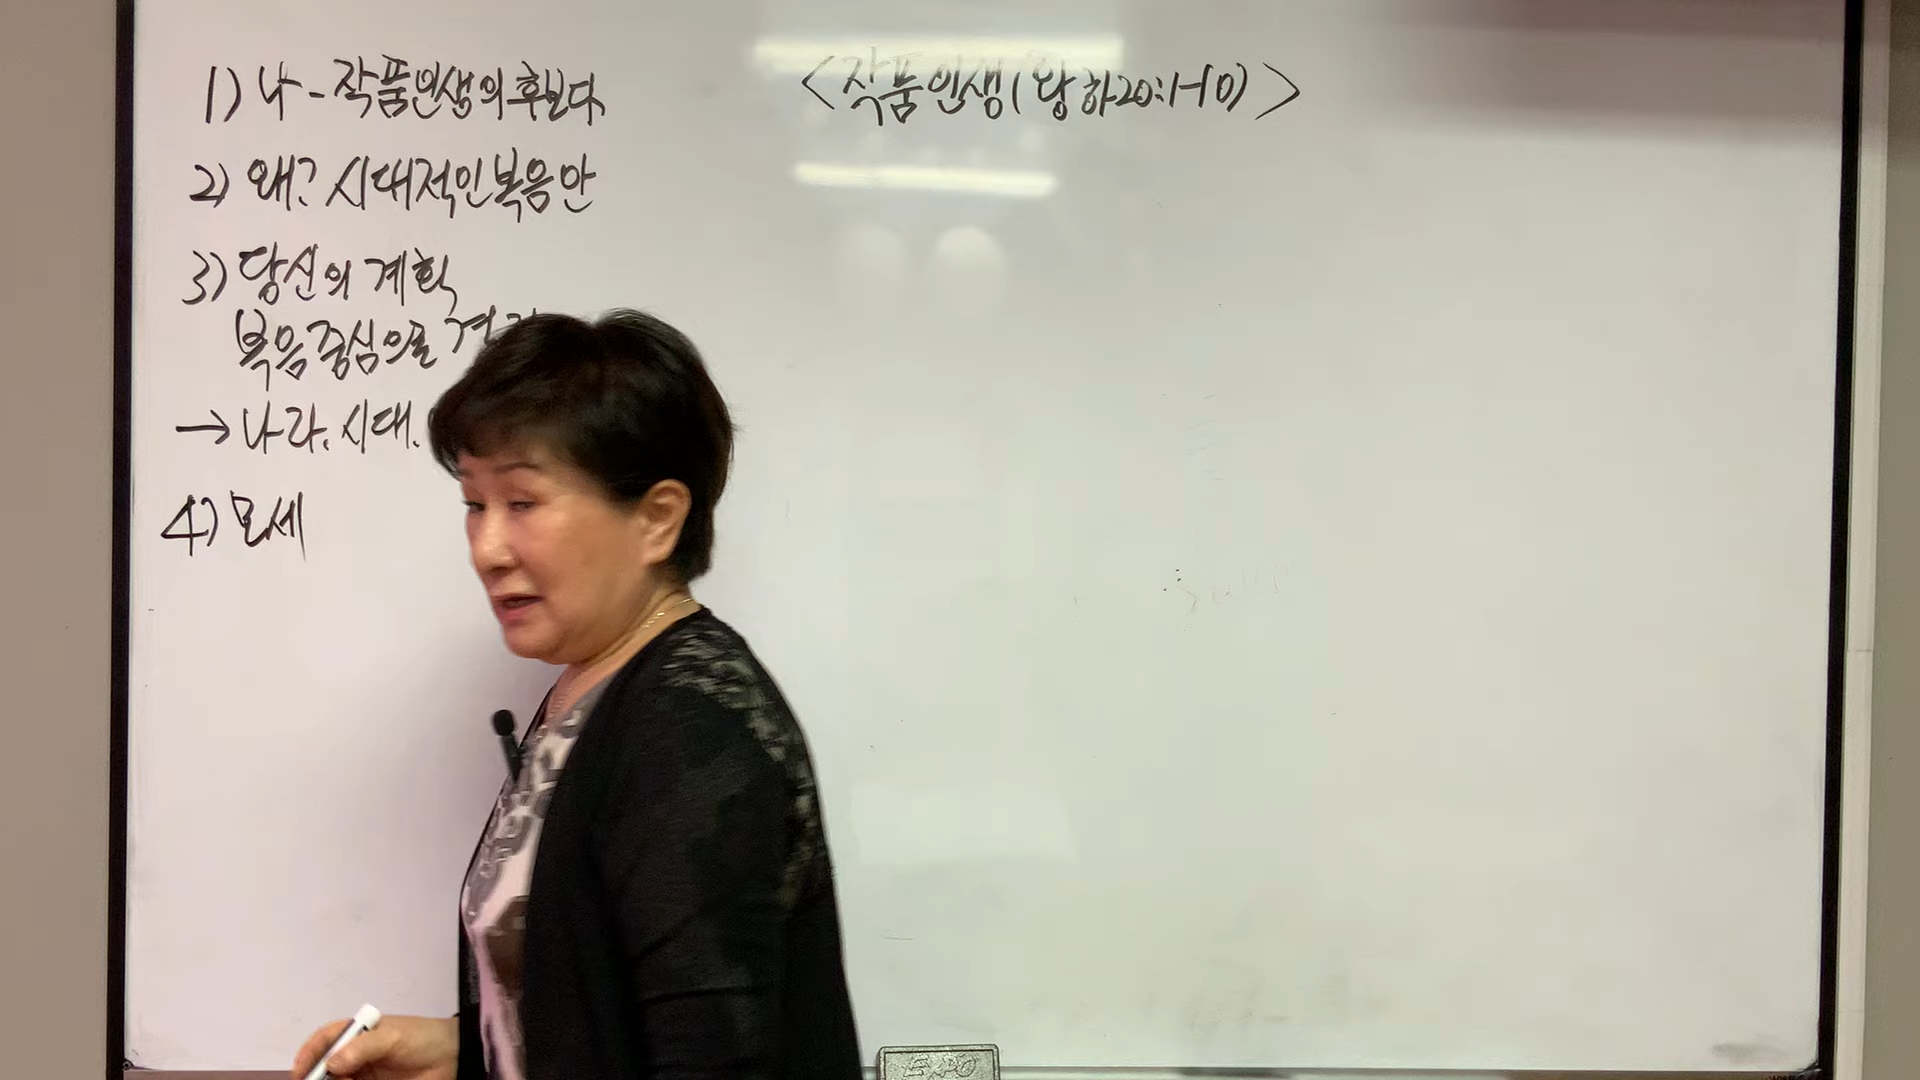 <작품인생(왕하20:1-10)>
1) 나 - 작품인생의 후보다
2) 왜? 시대적인 복음 안
3) 당신의 계획
복음중심으로
→ 나라. 시대.
4) 모세
EXPO